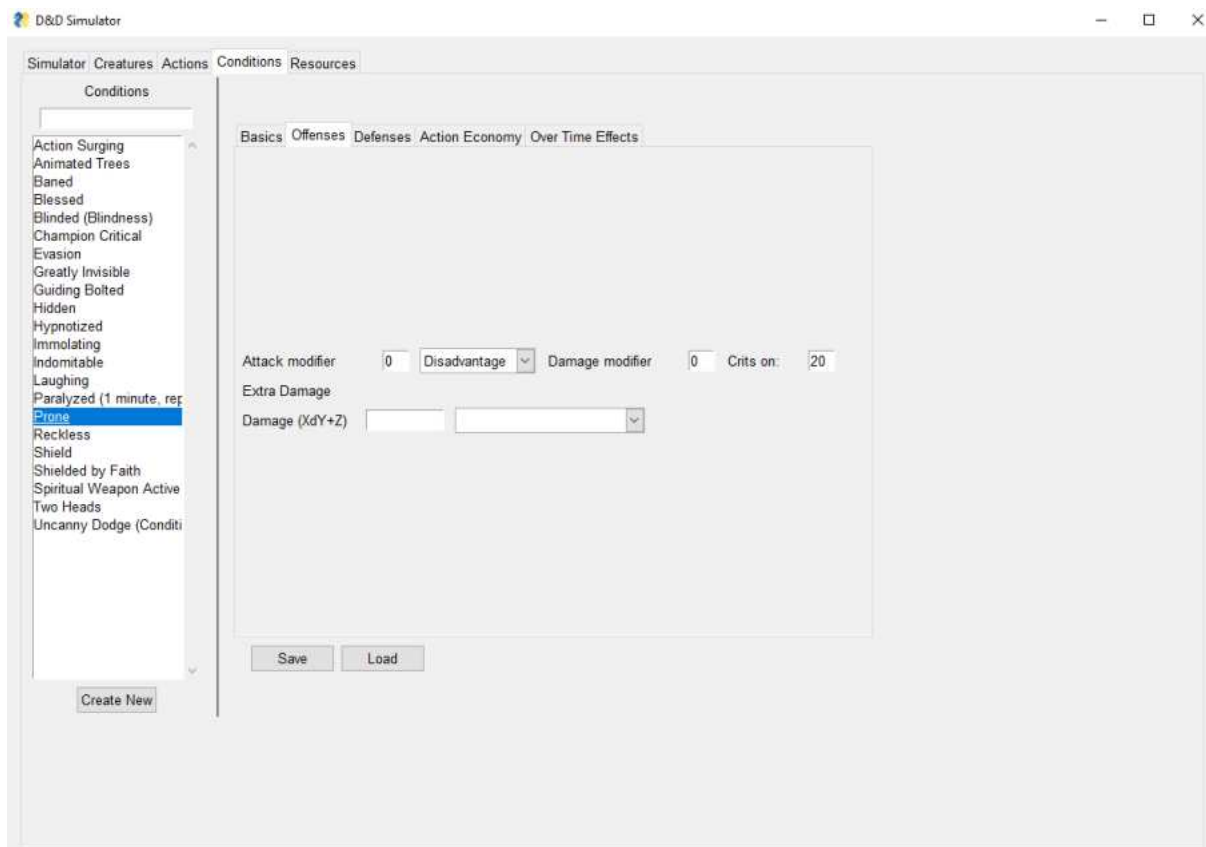 D&D Simulator
Simulator Creatures Actions Conditions Resources
Conditions
Basics Offenses Defenses Action Economy Over Time Effects
Action Surging
Animated Trees
Baned
Blessed
Blinded (Blindness)
Champion Critical
Evasion
Greatly Invisible
Guiding Bolted
Hidden
Hypnotized
Immolating
Indomitable
Laughing
Paralyzed (1 minute, rep
Prone
Reckless
Shield
Shielded by Faith
Spiritual Weapon Active
Two Heads
Uncanny Dodge (Conditi
Create New
Attack modifier 0 Disadvantage Damage modifier 0 Crits on: 20
Extra Damage
Damage (XdY+Z)
Save Load